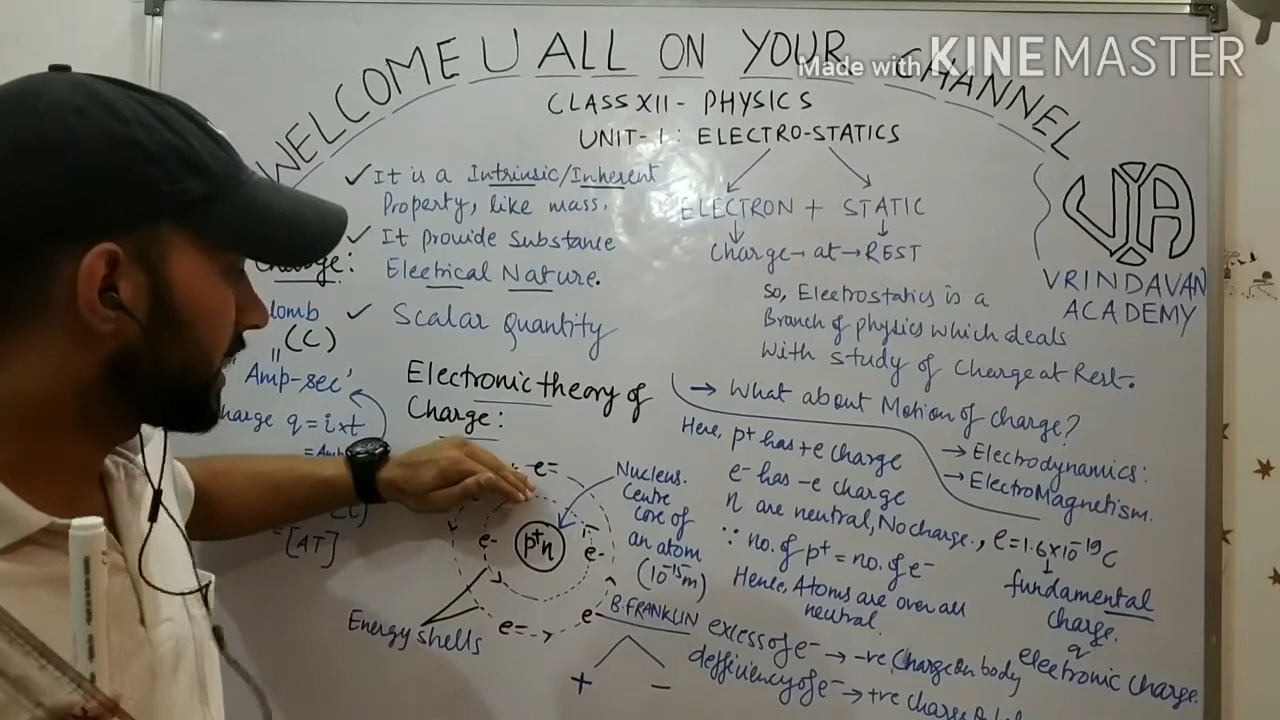 WELCOME U ALL ON YOUR CHANNEL
Made with KINEMASTER
CLASS XII - PHYSICS
UNIT-1: ELECTRO-STATICS
✓ It is a Intrinsic/Inherent
Property, like mass.
✓ It provide Substance
Electrical Nature.
✓ Scalar Quantity
Charge:
lomb
(C)
"
Amp-sec'
harge q = i x t
[AT]
ELECTRON + STATIC
Charge → at → REST
So, Electrostatics is a
Branch of physics which deals
With study of Charge at Rest.
→ What about Motion of charge?
→ Electrodynamics:
→ ElectroMagnetism.
VA
VRINDAVAN
ACADEMY
Electronic theory of
Charge:
e-
e-
p+n
e-
e-
e-
Nucleus.
Centre
core of
an atom
(10⁻¹⁵m)
Energy shells
B. FRANKLIN
+ −
Here, p+ has +e charge
e- has -e charge
n are neutral, No charge., e = 1.6×10⁻¹⁹C
∵ no. of p+ = no. of e-
Hence, Atoms are over all
neutral.
fundamental
charge.
electronic charge.
excess of e- → -ve Charge on body
defficiency of e- → +ve charge